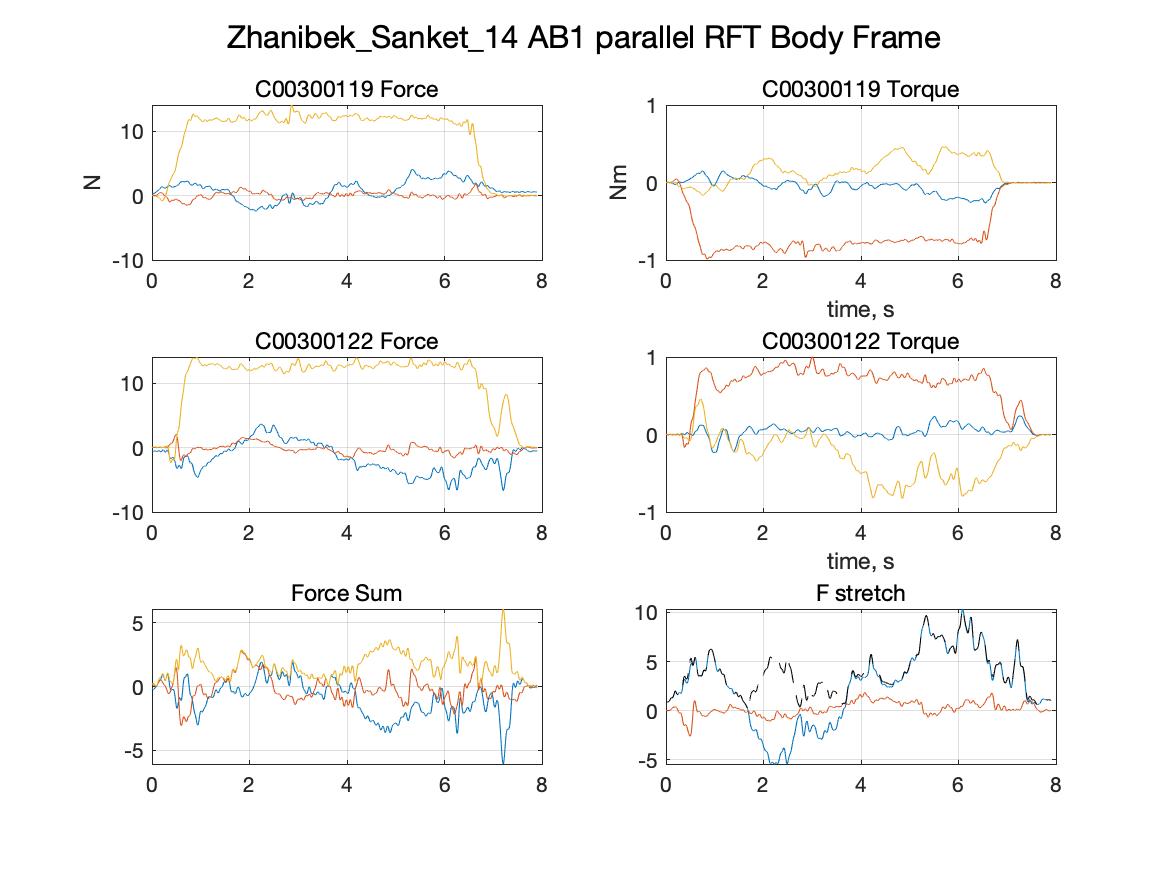 Zhanibek_Sanket_14 AB1 parallel RFT Body Frame
C00300119 Force
10
0
-10
N
0 2 4 6 8
C00300119 Torque
1
0
-1
Nm
0 2 4 6 8
time, s
C00300122 Force
10
0
-10
0 2 4 6 8
C00300122 Torque
1
0
-1
0 2 4 6 8
time, s
Force Sum
5
0
-5
0 2 4 6 8
F stretch
10
5
0
-5
0 2 4 6 8